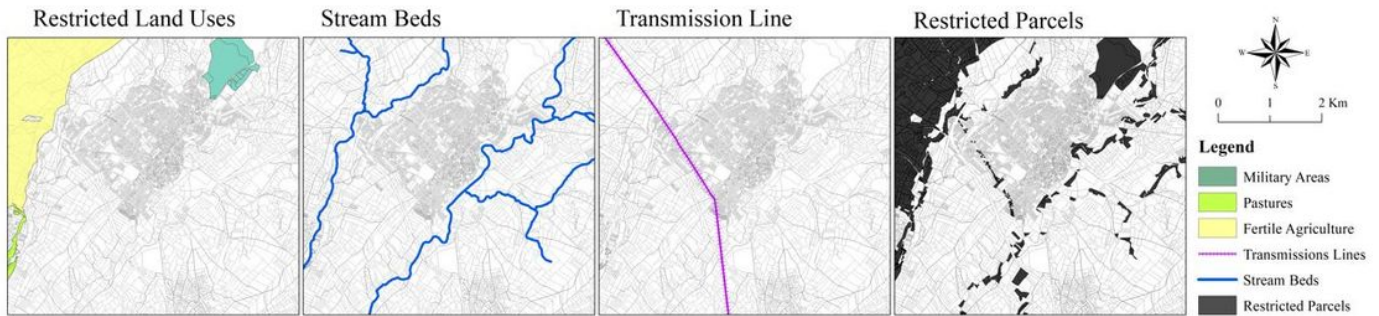 Restricted Land Uses
Stream Beds
Transmission Line
Restricted Parcels
N
W
E
S
0 1 2 Km
Legend
Military Areas
Pastures
Fertile Agriculture
Transmissions Lines
Stream Beds
Restricted Parcels